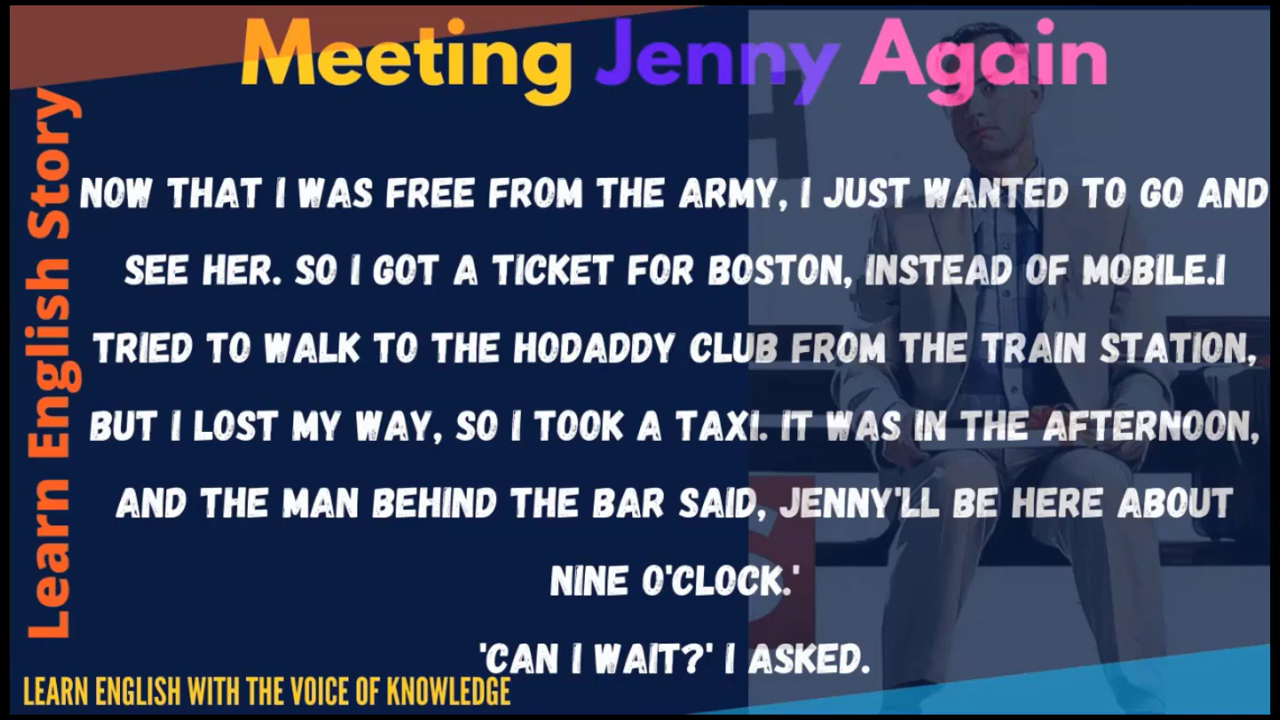 Meeting Jenny Again
Learn English Story
NOW THAT I WAS FREE FROM THE ARMY, I JUST WANTED TO GO AND
SEE HER. SO I GOT A TICKET FOR BOSTON, INSTEAD OF MOBILE.I
TRIED TO WALK TO THE HODADDY CLUB FROM THE TRAIN STATION,
BUT I LOST MY WAY, SO I TOOK A TAXI. IT WAS IN THE AFTERNOON,
AND THE MAN BEHIND THE BAR SAID, JENNY'LL BE HERE ABOUT
NINE O'CLOCK.'
'CAN I WAIT?' I ASKED.
LEARN ENGLISH WITH THE VOICE OF KNOWLEDGE